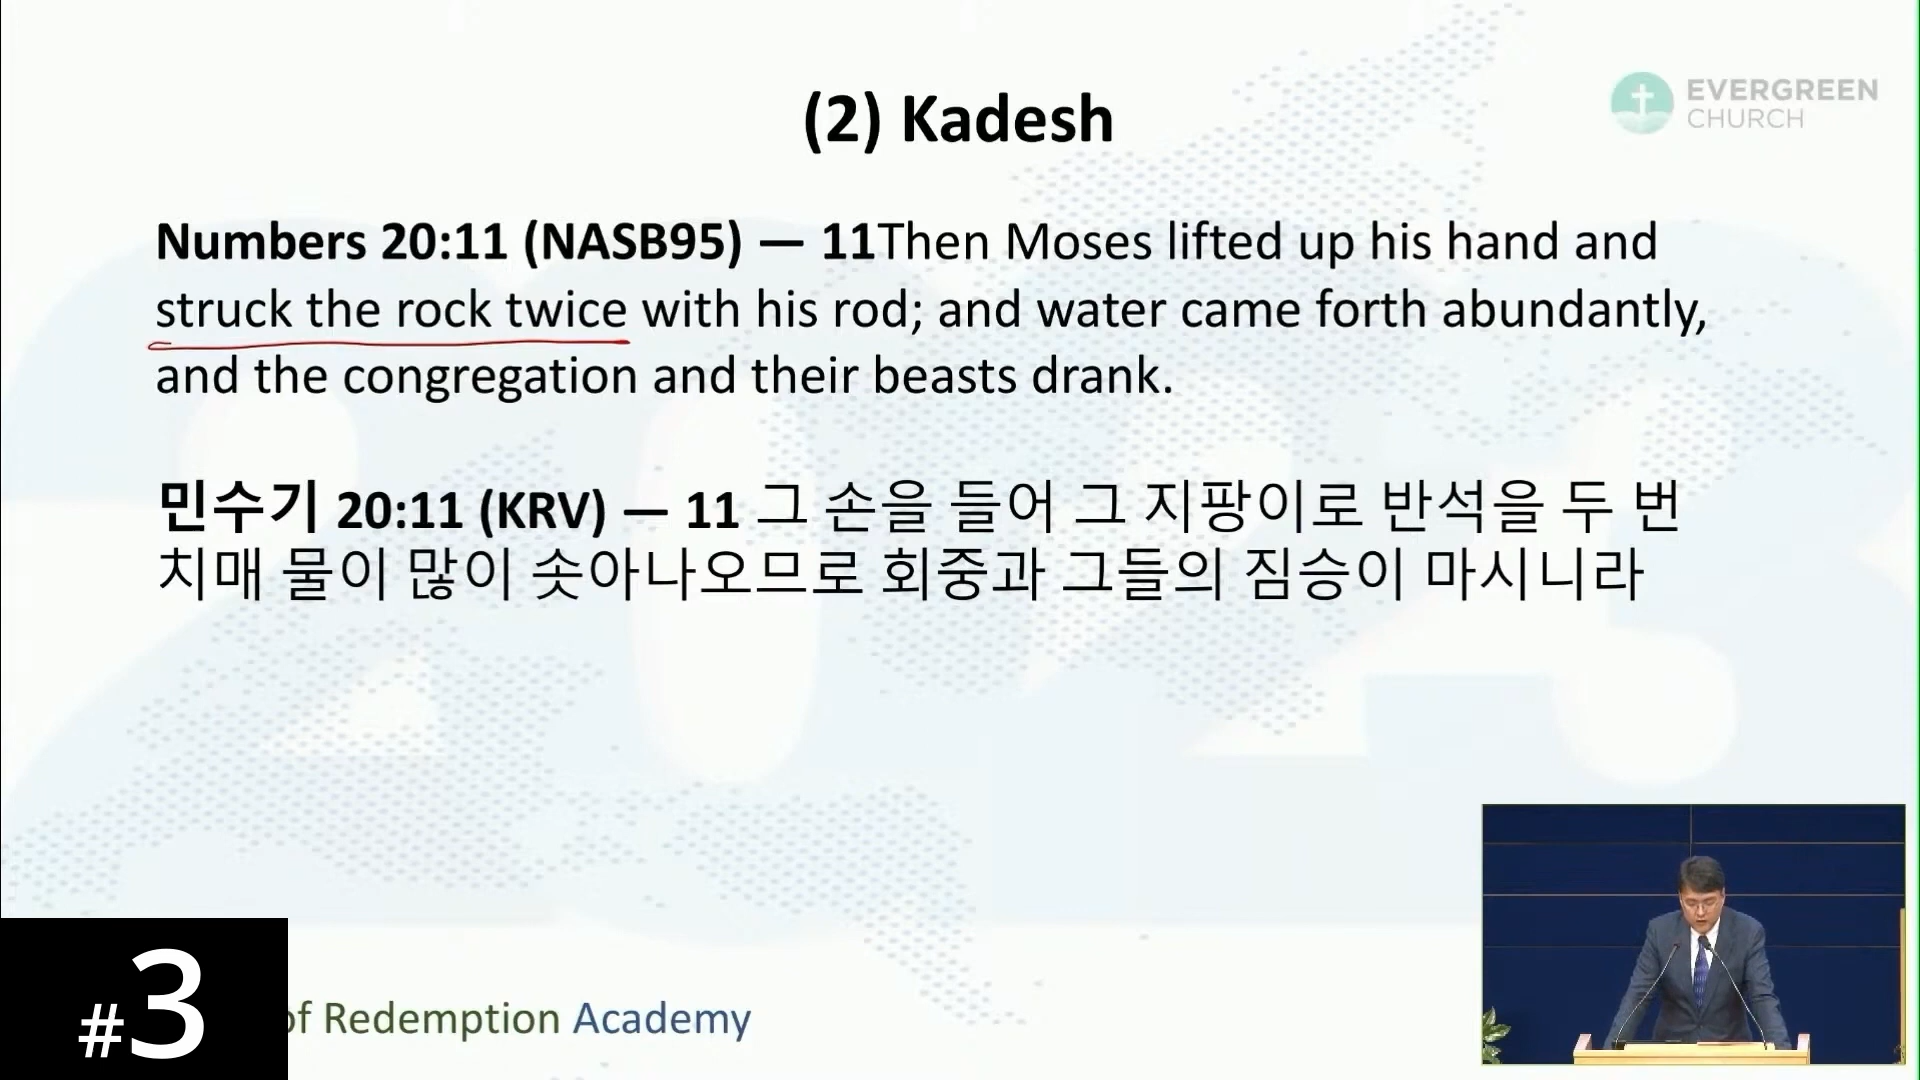 (2) Kadesh
EVERGREEN
CHURCH
Numbers 20:11 (NASB95) — 11Then Moses lifted up his hand and
struck the rock twice with his rod; and water came forth abundantly,
and the congregation and their beasts drank.
민수기 20:11 (KRV) — 11 그 손을 들어 그 지팡이로 반석을 두 번
치매 물이 많이 솟아나오므로 회중과 그들의 짐승이 마시니라
#3
of Redemption Academy